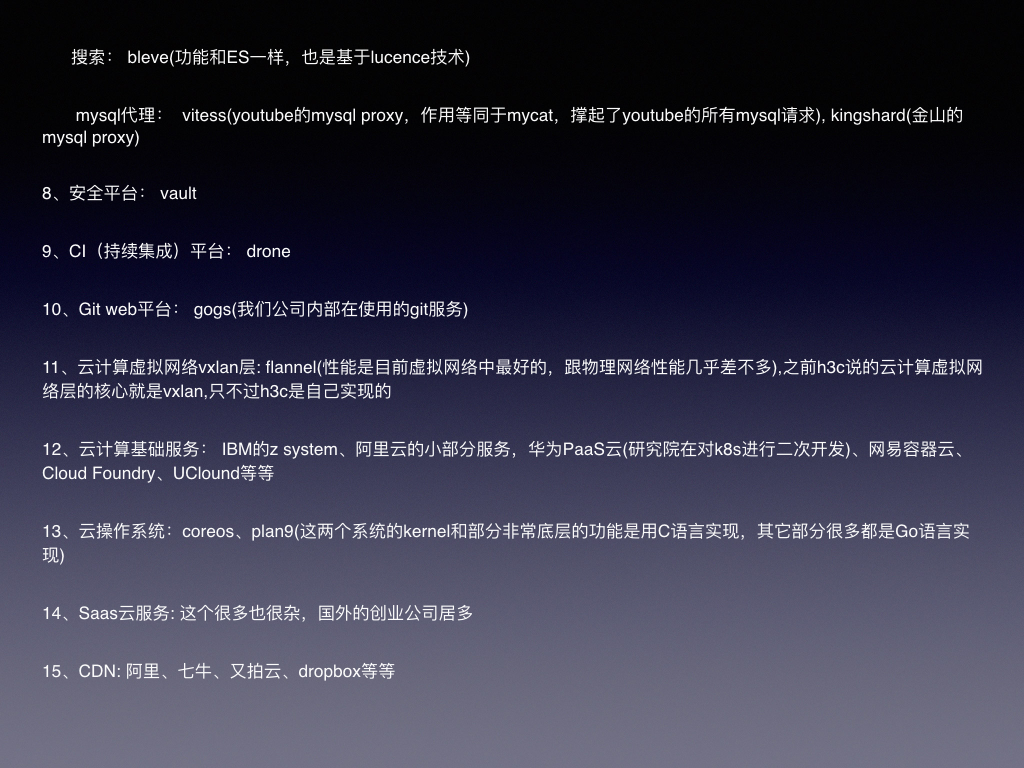 搜索： bleve(功能和ES一样，也是基于lucence技术)
mysql代理： vitess(youtube的mysql proxy，作用等同于mycat，撑起了youtube的所有mysql请求), kingshard(金山的
mysql proxy)
8、安全平台： vault
9、CI（持续集成）平台： drone
10、Git web平台： gogs(我们公司内部在使用的git服务)
11、云计算虚拟网络vxlan层: flannel(性能是目前虚拟网络中最好的，跟物理网络性能几乎差不多),之前h3c说的云计算虚拟网
络层的核心就是vxlan,只不过h3c是自己实现的
12、云计算基础服务： IBM的z system、阿里云的小部分服务，华为PaaS云(研究院在对k8s进行二次开发)、网易容器云、
Cloud Foundry、UClound等等
13、云操作系统：coreos、plan9(这两个系统的kernel和部分非常底层的功能是用C语言实现，其它部分很多都是Go语言实
现)
14、Saas云服务: 这个很多也很杂，国外的创业公司居多
15、CDN: 阿里、七牛、又拍云、dropbox等等